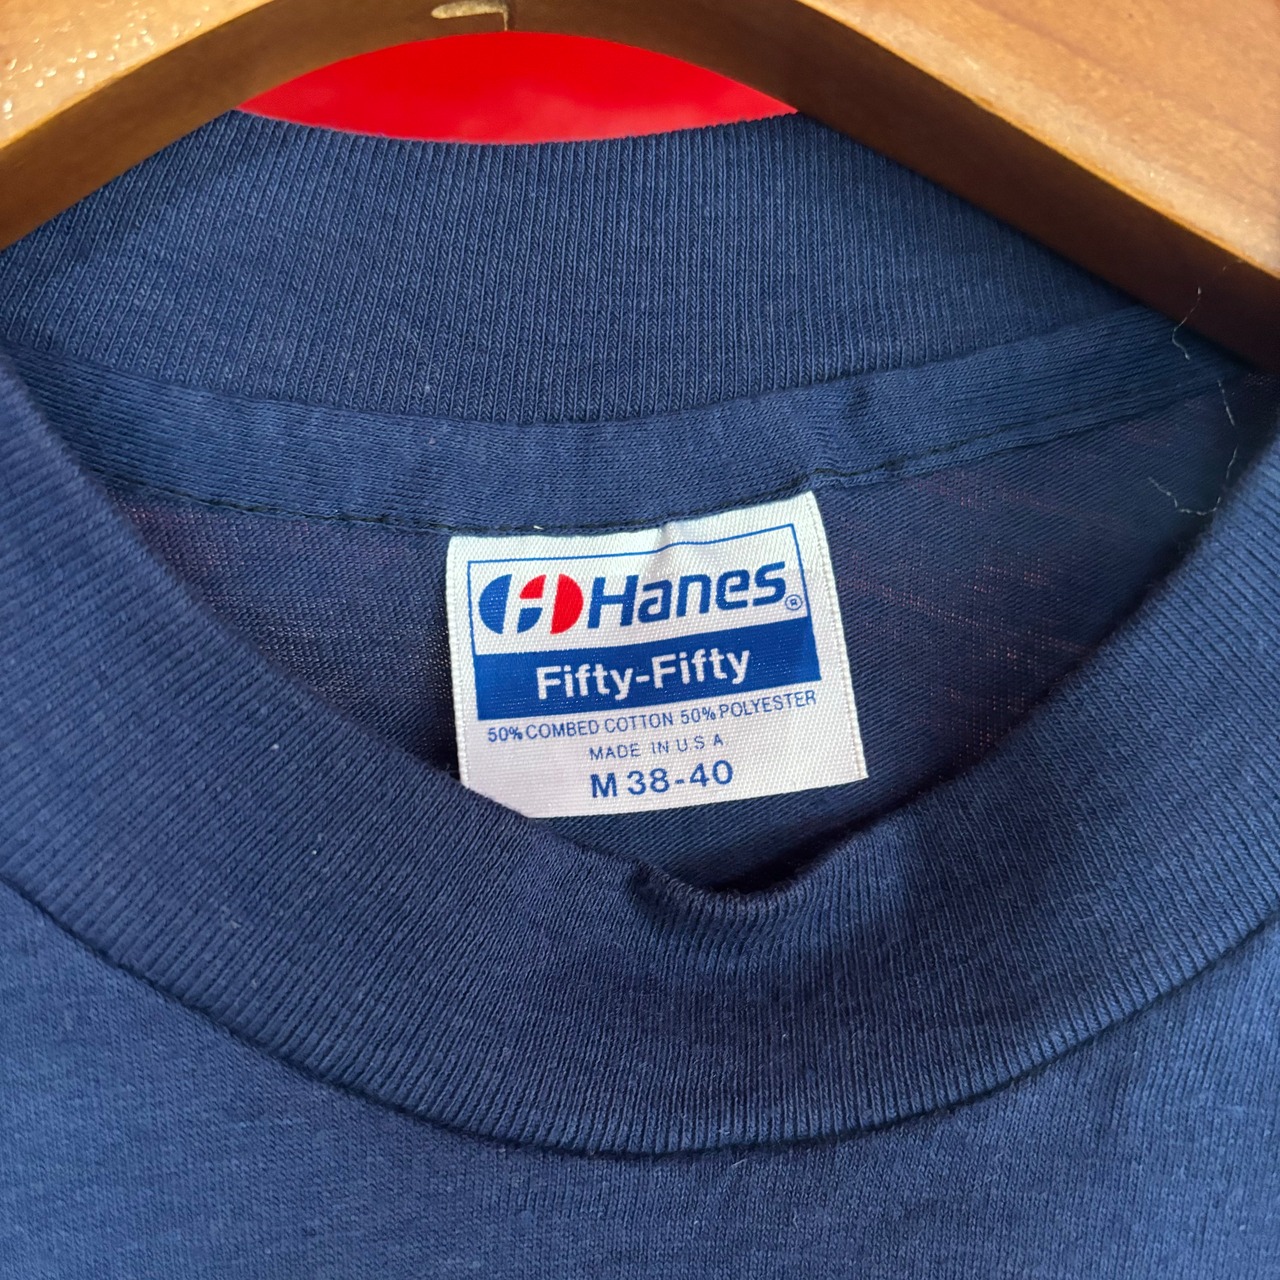 H Hanes®
Fifty-Fifty
50% COMBED COTTON 50% POLYESTER
MADE IN U S A
M 38-40